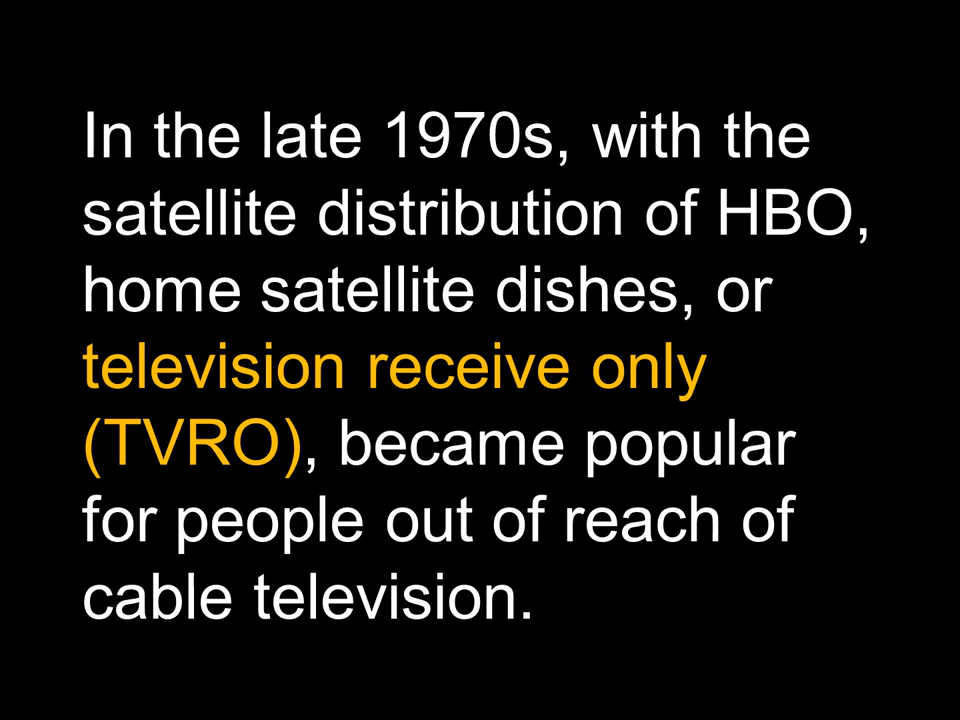 In the late 1970s, with the
satellite distribution of HBO,
home satellite dishes, or
television receive only
(TVRO), became popular
for people out of reach of
cable television.